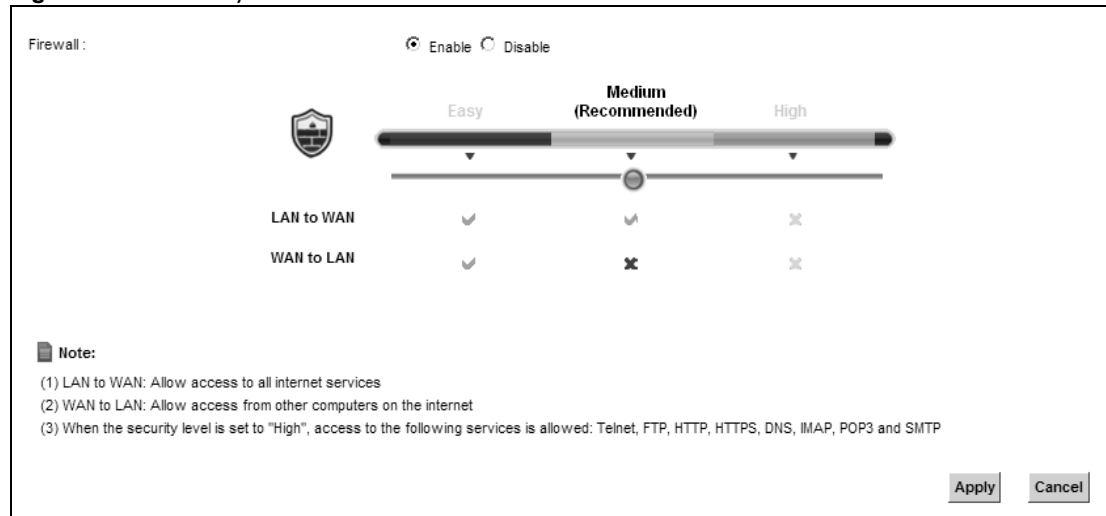 Firewall :
Enable Disable
Easy Medium (Recommended) High
LAN to WAN
WAN to LAN
Note:
(1) LAN to WAN: Allow access to all internet services
(2) WAN to LAN: Allow access from other computers on the internet
(3) When the security level is set to "High", access to the following services is allowed: Telnet, FTP, HTTP, HTTPS, DNS, IMAP, POP3 and SMTP
Apply Cancel